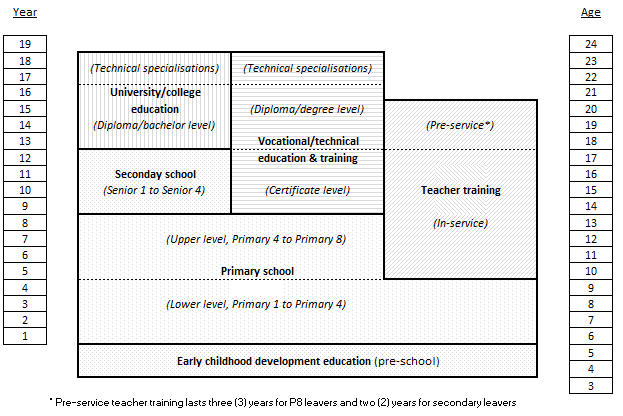 Year
Age
19
24
18
(Technical specialisations)
(Technical specialisations)
23
17
22
16
University/college
21
15
education
(Diploma/degree level)
20
14
(Diploma/bachelor level)
(Pre-service*)
19
13
Vocational/technical
18
12
education & training
17
11
Seconday school
16
10
(Senior 1 to Senior 4)
(Certificate level)
Teacher training
15
9
14
8
(In-service)
13
7
(Upper level, Primary 4 to Primary 8)
12
6
11
5
Primary school
10
4
9
3
(Lower level, Primary 1 to Primary 4)
8
2
7
1
6
5
Early childhood development education (pre-school)
4
3
* Pre-service teacher training lasts three (3) years for P8 leavers and two (2) years for secondary leavers